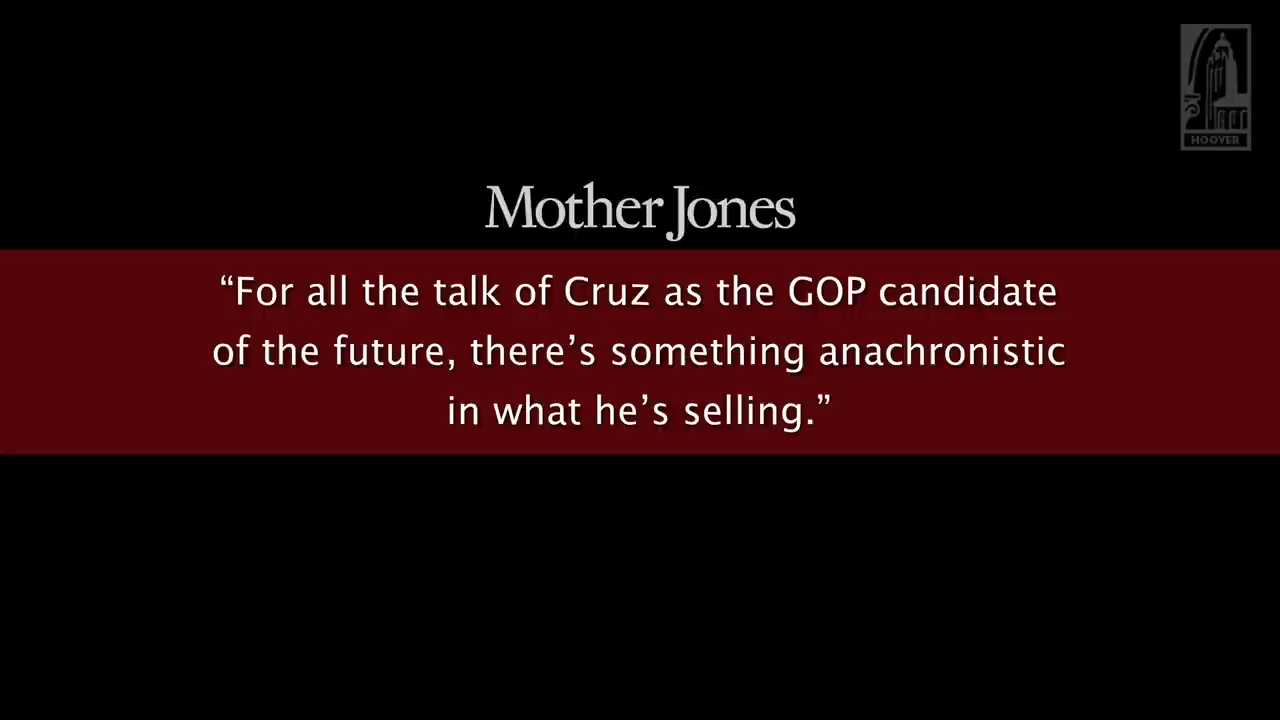 HOOVER
Mother Jones
“For all the talk of Cruz as the GOP candidate
of the future, there’s something anachronistic
in what he’s selling.”